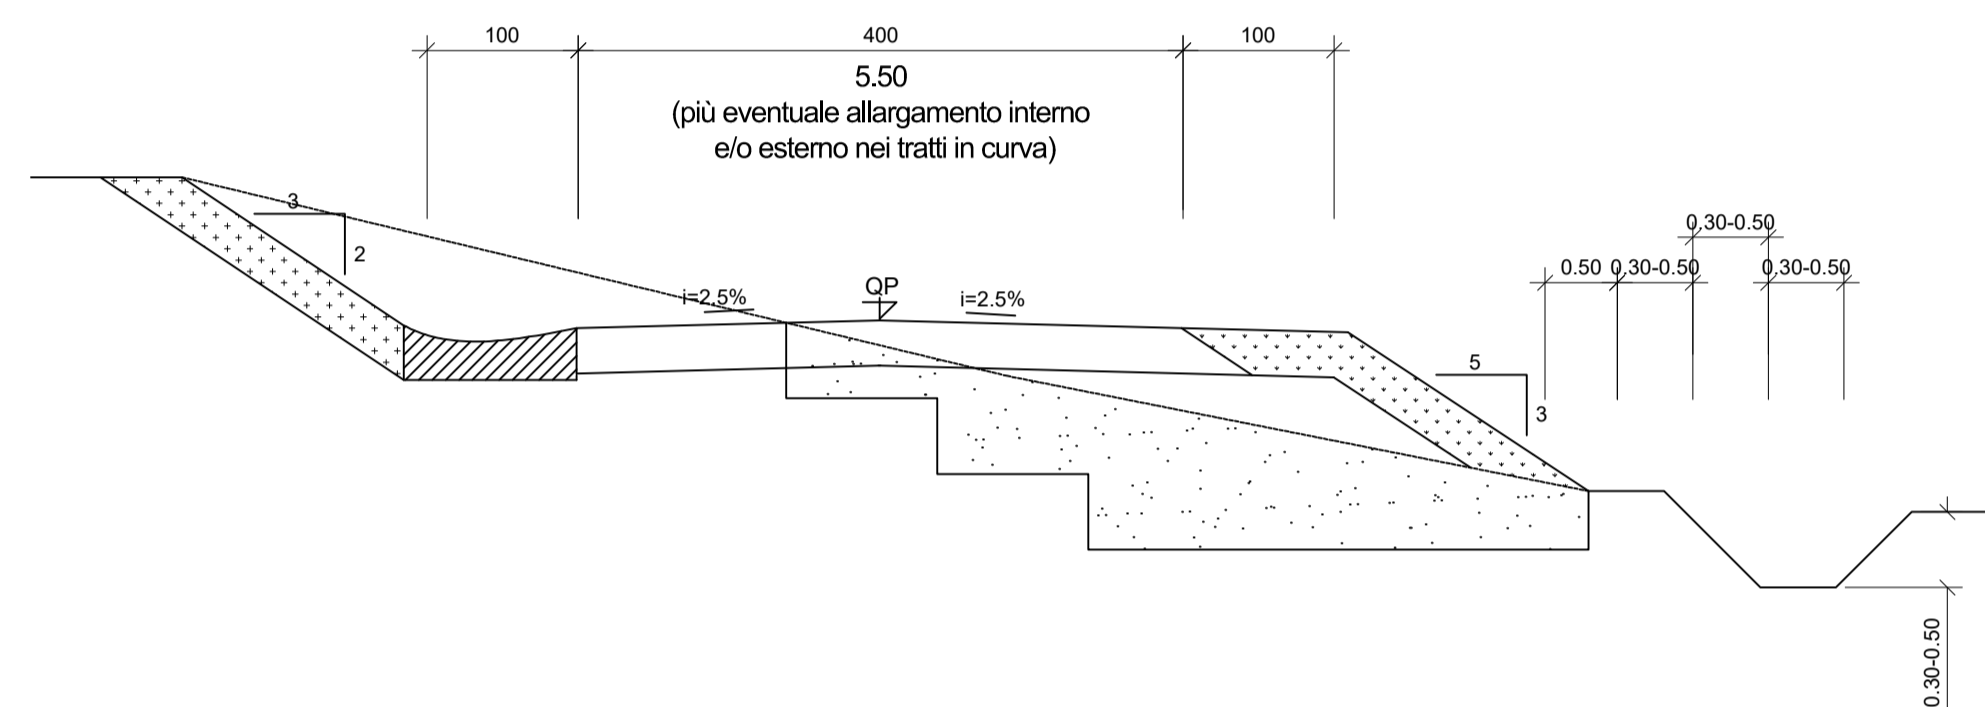 100
400
100
5.50
(più eventuale allargamento interno
e/o esterno nei tratti in curva)
3
2
0.30-0.50
0.50
0.30-0.50
0.30-0.50
i=2.5%
QP
i=2.5%
5
3
0.30-0.50